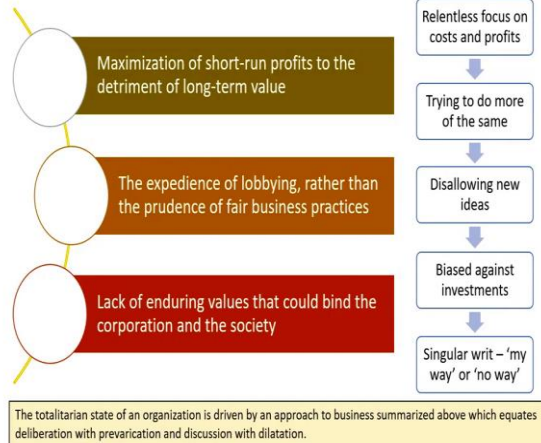 Maximization of short-run profits to the
detriment of long-term value
The expedience of lobbying, rather than
the prudence of fair business practices
Lack of enduring values that could bind the
corporation and the society
Relentless focus on
costs and profits
Trying to do more
of the same
Disallowing new
ideas
Biased against
investments
Singular writ – ‘my
way’ or ‘no way’
The totalitarian state of an organization is driven by an approach to business summarized above which equates
deliberation with prevarication and discussion with dilatation.